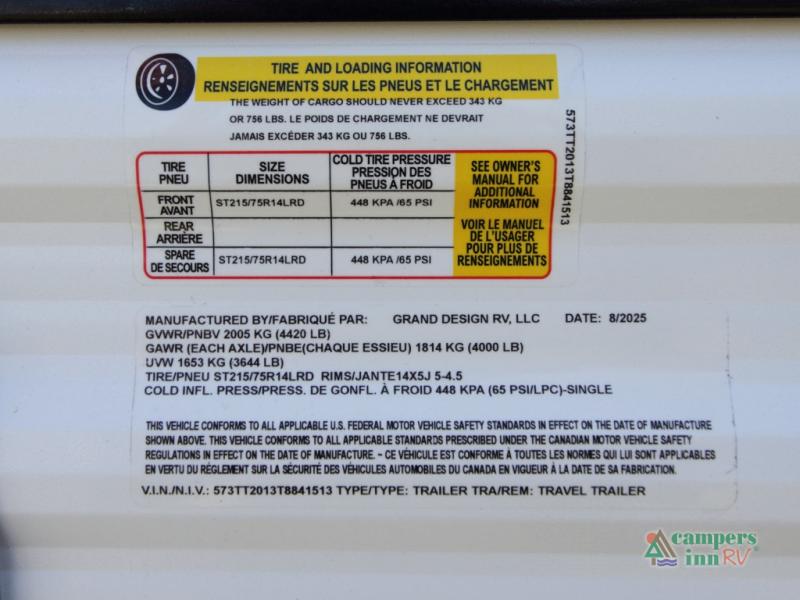 TIRE AND LOADING INFORMATION
RENSEIGNEMENTS SUR LES PNEUS ET LE CHARGEMENT
THE WEIGHT OF CARGO SHOULD NEVER EXCEED 343 KG
OR 756 LBS. LE POIDS DE CHARGEMENT NE DEVRAIT
JAMAIS EXCÉDER 343 KG OU 756 LBS.
573TT2013T8841513
TIRE
PNEU
SIZE
DIMENSIONS
COLD TIRE PRESSURE
PRESSION DES
PNEUS À FROID
SEE OWNER'S
MANUAL FOR
ADDITIONAL
INFORMATION
VOIR LE MANUEL
DE L'USAGER
POUR PLUS DE
RENSEIGNEMENTS
FRONT
AVANT
ST215/75R14LRD
448 KPA /65 PSI
REAR
ARRIÈRE
SPARE
DE SECOURS
ST215/75R14LRD
448 KPA /65 PSI
MANUFACTURED BY/FABRIQUÉ PAR: GRAND DESIGN RV, LLC DATE: 8/2025
GVWR/PNBV 2005 KG (4420 LB)
GAWR (EACH AXLE)/PNBE(CHAQUE ESSIEU) 1814 KG (4000 LB)
UVW 1653 KG (3644 LB)
TIRE/PNEU ST215/75R14LRD RIMS/JANTE14X5J 5-4.5
COLD INFL. PRESS/PRESS. DE GONFL. À FROID 448 KPA (65 PSI/LPC)-SINGLE
THIS VEHICLE CONFORMS TO ALL APPLICABLE U.S. FEDERAL MOTOR VEHICLE SAFETY STANDARDS IN EFFECT ON THE DATE OF MANUFACTURE
SHOWN ABOVE. THIS VEHICLE CONFORMS TO ALL APPLICABLE STANDARDS PRESCRIBED UNDER THE CANADIAN MOTOR VEHICLE SAFETY
REGULATIONS IN EFFECT ON THE DATE OF MANUFACTURE. - CE VÉHICULE EST CONFORME À TOUTES LES NORMES QUI LUI SONT APPLICABLES
EN VERTU DU RÈGLEMENT SUR LA SÉCURITÉ DES VÉHICULES AUTOMOBILES DU CANADA EN VIGUEUR À LA DATE DE SA FABRICATION.
V.I.N./N.I.V.: 573TT2013T8841513 TYPE/TYPE: TRAILER TRA/REM: TRAVEL TRAILER
campers
inn RV